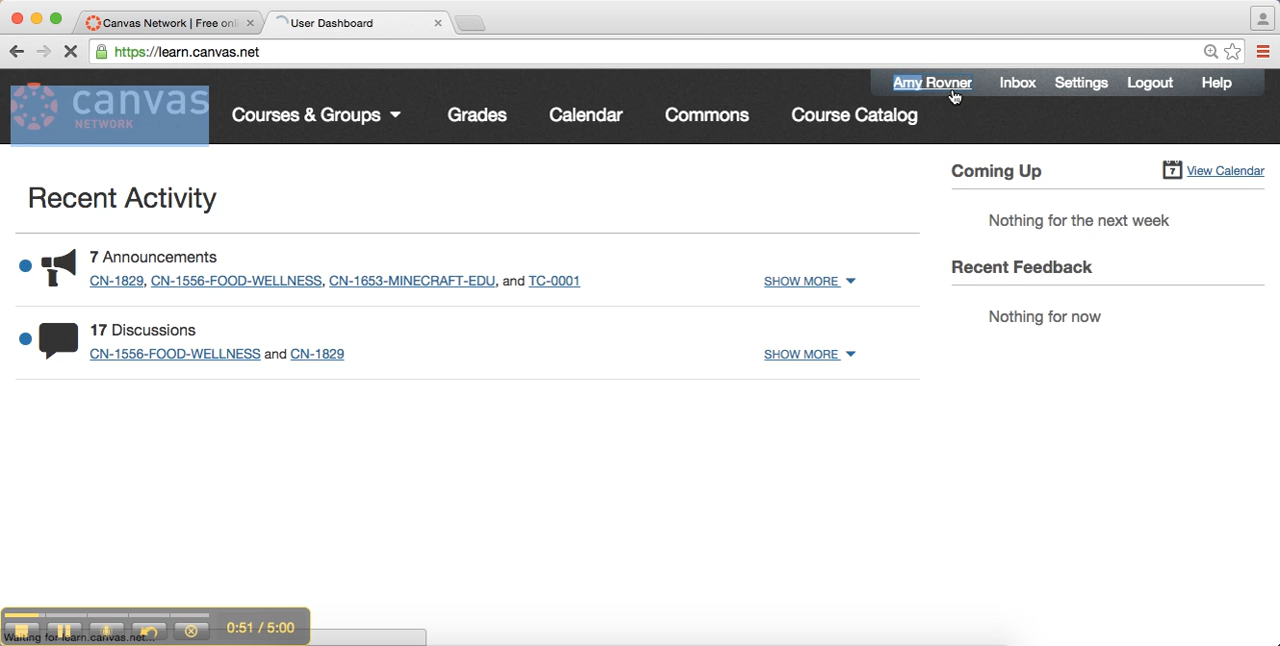 Canvas Network | Free onli
User Dashboard
https://learn.canvas.net
Amy Rovner Inbox Settings Logout Help
canvas
NETWORK
Courses & Groups Grades Calendar Commons Course Catalog
Recent Activity
7 Announcements
CN-1829, CN-1556-FOOD-WELLNESS, CN-1653-MINECRAFT-EDU, and TC-0001
SHOW MORE
17 Discussions
CN-1556-FOOD-WELLNESS and CN-1829
SHOW MORE
Coming Up
7 View Calendar
Nothing for the next week
Recent Feedback
Nothing for now
0:51 / 5:00
Waiting for learn.canvas.net...